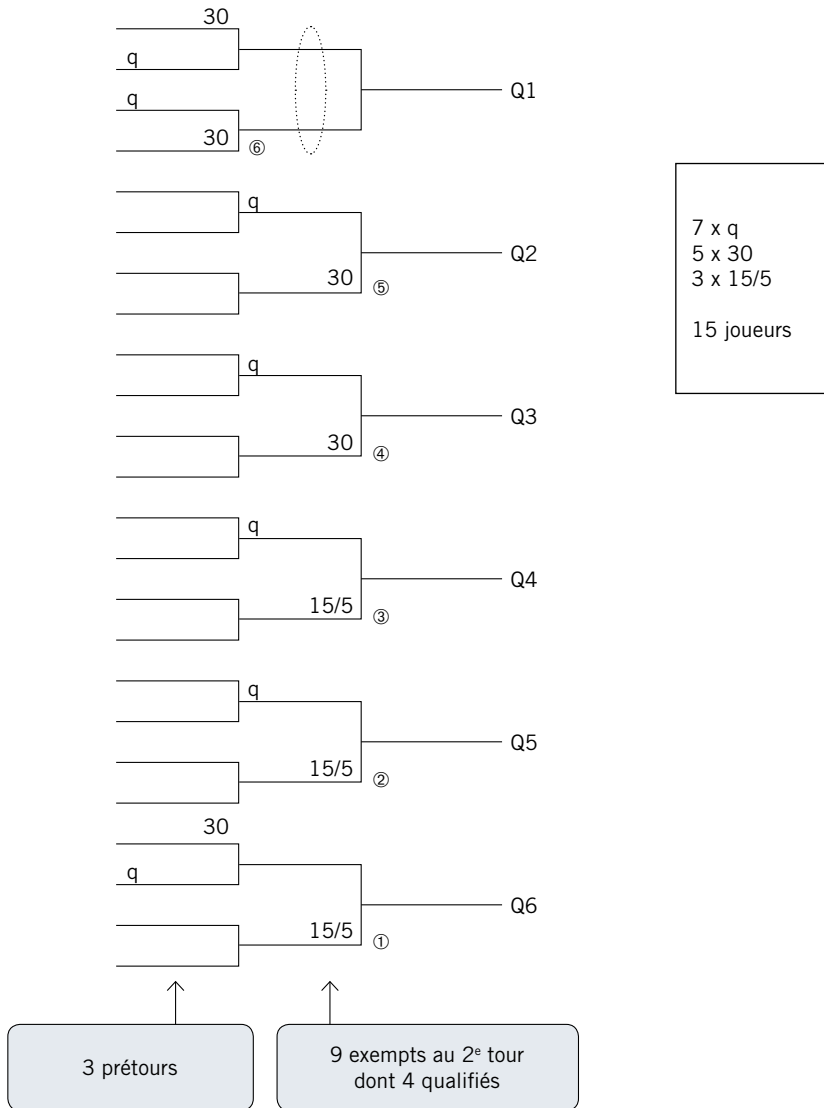 30
q
q
30 ⑥
Q1
q
30 ⑤
Q2
q
30 ④
Q3
q
15/5 ③
Q4
q
15/5 ②
Q5
30
q
15/5 ①
Q6
7 x q
5 x 30
3 x 15/5
15 joueurs
3 prétours
9 exempts au 2e tour
dont 4 qualifiés